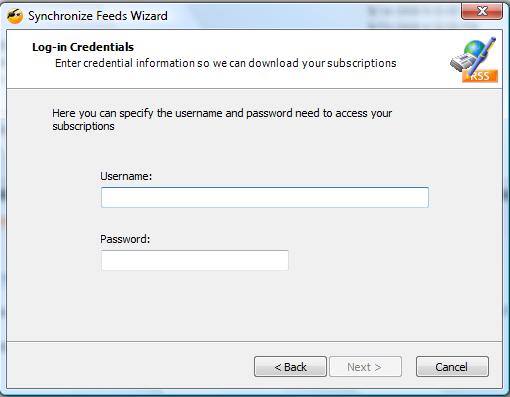 Synchronize Feeds Wizard
Log-in Credentials
Enter credential information so we can download your subscriptions
RSS
Here you can specify the username and password need to access your
subscriptions
Username:
Password:
< Back
Next >
Cancel